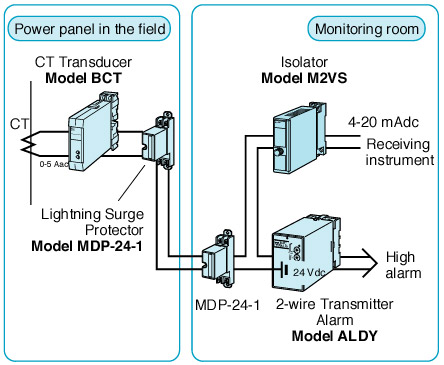 Power panel in the field
Monitoring room
CT Transducer
Model BCT
CT
0-5 Aac
Lightning Surge
Protector
Model MDP-24-1
Isolator
Model M2VS
4-20 mAdc
Receiving
instrument
MDP-24-1
24 Vdc
High
alarm
2-wire Transmitter
Alarm
Model ALDY